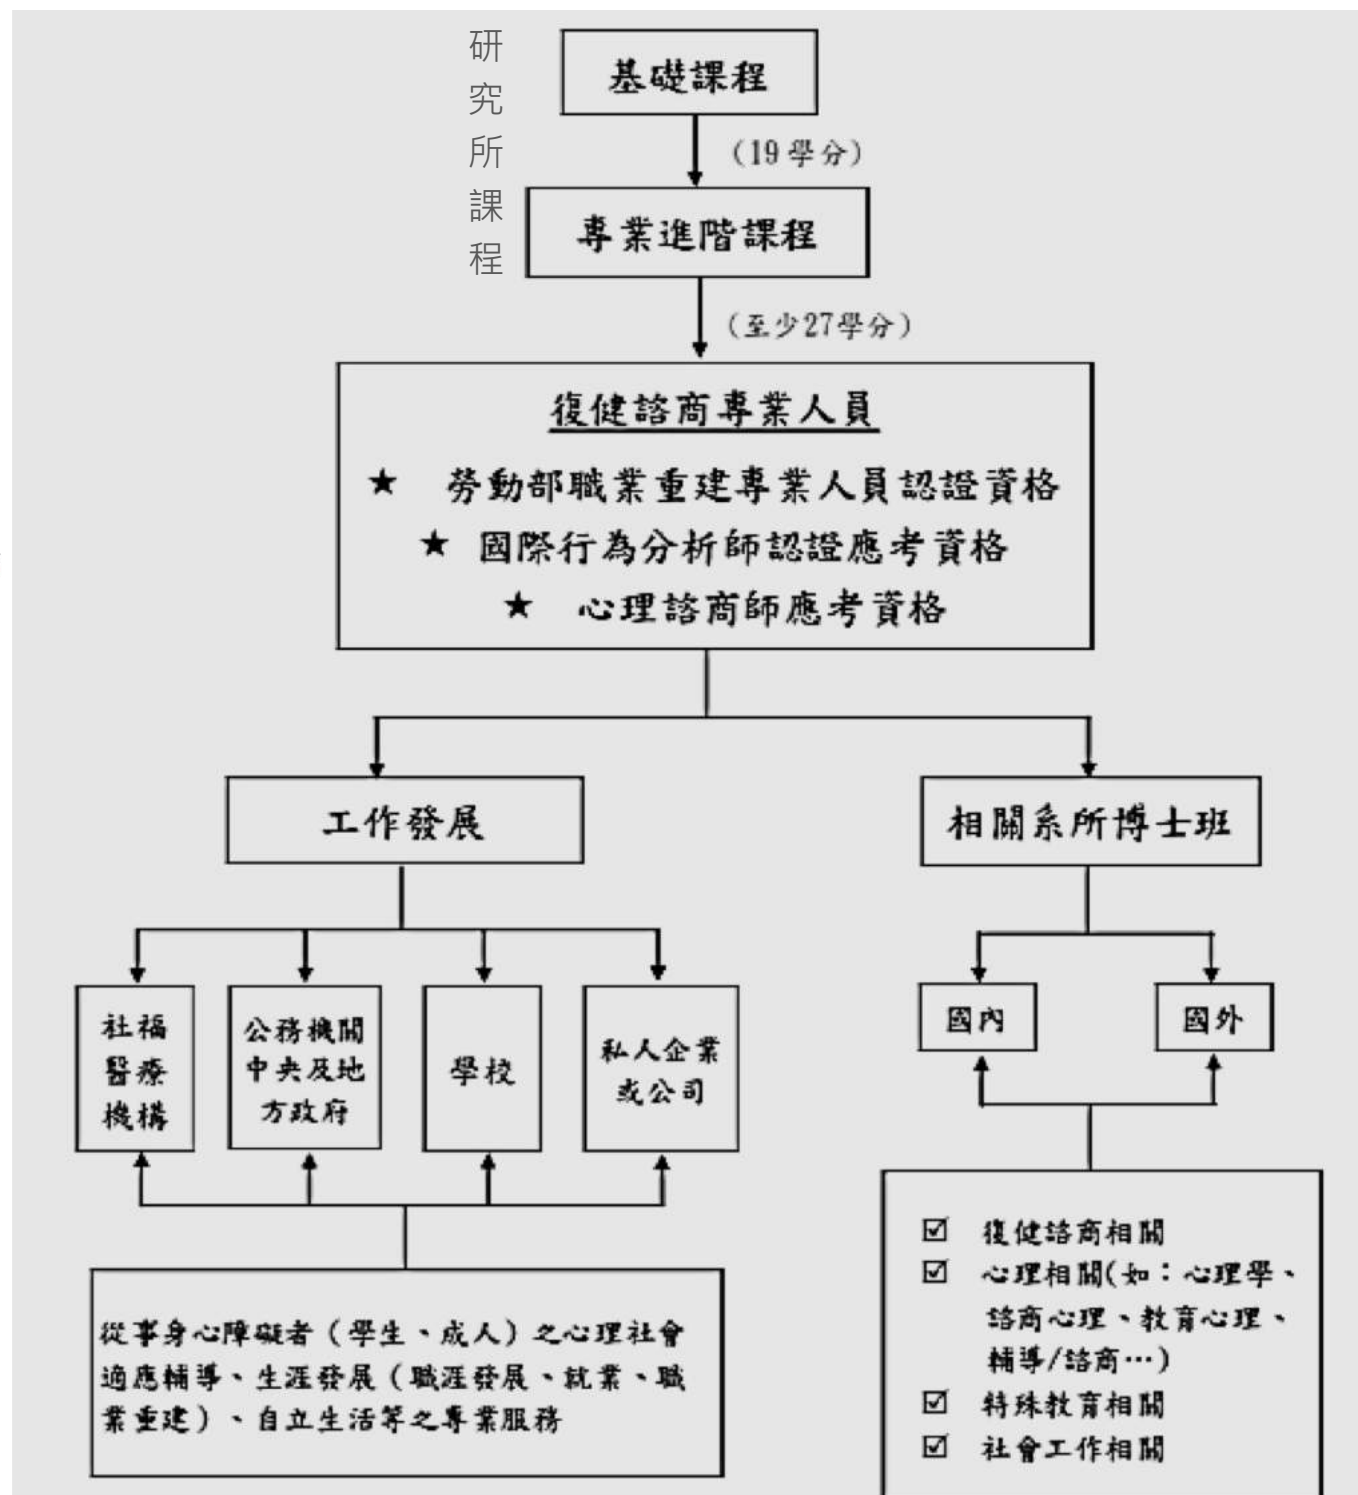 研究所課程
基礎課程
(19學分)
專業進階課程
(至少27學分)
復健諮商專業人員
★ 勞動部職業重建專業人員認證資格
★ 國際行為分析師認證應考資格
★ 心理諮商師應考資格
工作發展
相關系所博士班
社福
醫療
機構
公務機關
中央及地
方政府
學校
私人企業
或公司
國內
國外
從事身心障礙者（學生、成人）之心理社會
適應輔導、生涯發展（職涯發展、就業、職
業重建）、自立生活等之專業服務
☑ 復健諮商相關
☑ 心理相關(如：心理學、
諮商心理、教育心理、
輔導/諮商…)
☑ 特殊教育相關
☑ 社會工作相關